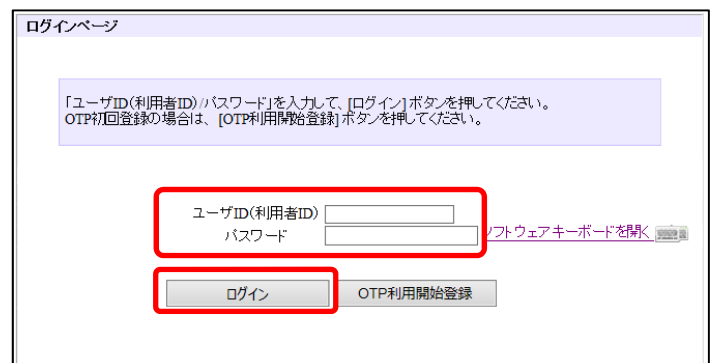 ログインページ
「ユーザID(利用者ID)/パスワード」を入力して、[ログイン]ボタンを押してください。
OTP初回登録の場合は、[OTP利用開始登録]ボタンを押してください。
ユーザID(利用者ID)
パスワード
ソフトウェアキーボードを開く
ログイン
OTP利用開始登録